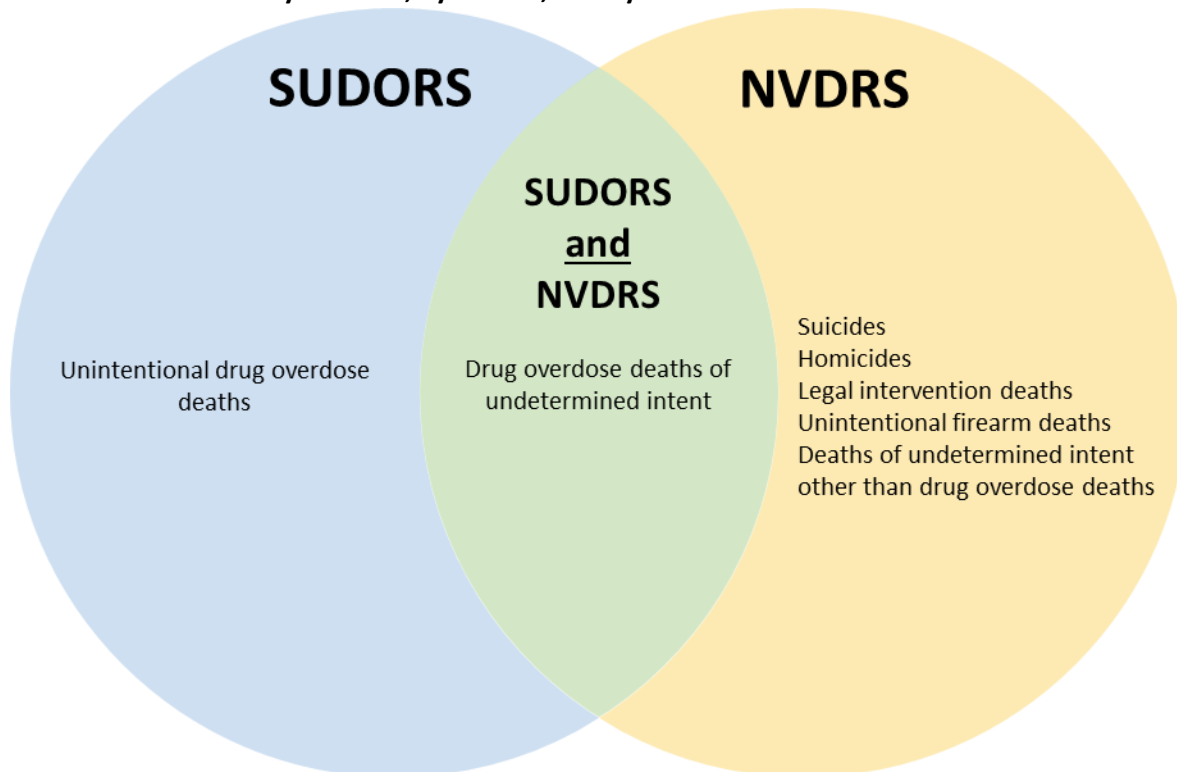 SUDORS
NVDRS
SUDORS
and
NVDRS
Unintentional drug overdose
deaths
Drug overdose deaths of
undetermined intent
Suicides
Homicides
Legal intervention deaths
Unintentional firearm deaths
Deaths of undetermined intent
other than drug overdose deaths